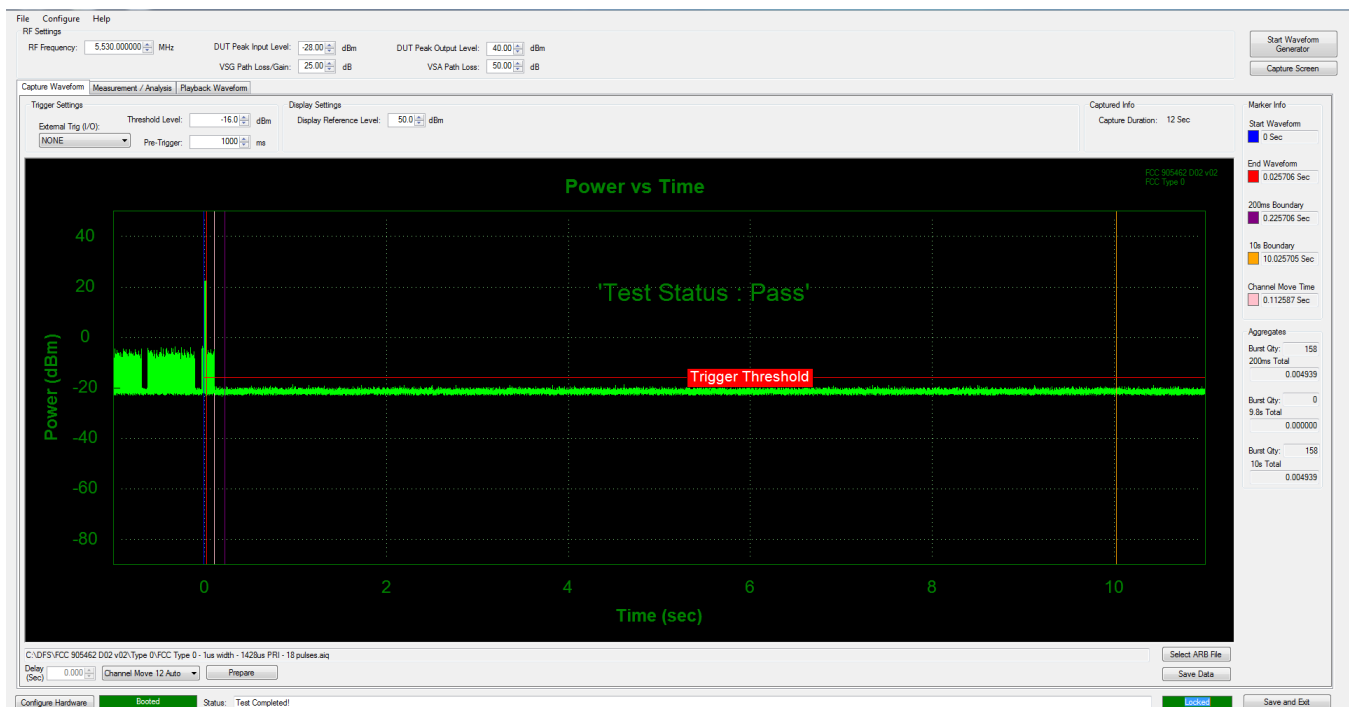 File Configure Help
RF Settings
RF Frequency: 5,530.000000 MHz DUT Peak Input Level: -28.00 dBm DUT Peak Output Level: 40.00 dBm
VSG Path Loss/Gain: 25.00 dB VSA Path Loss: 50.00 dB
Start Waveform
Generator
Capture Screen
Capture Waveform Measurement / Analysis Playback Waveform
Trigger Settings
External Trig (I/O):
NONE
Threshold Level: -16.0 dBm
Pre-Trigger: 1000 ms
Display Settings
Display Reference Level: 50.0 dBm
Captured Info
Capture Duration: 12 Sec
Marker Info
Start Waveform
0 Sec
End Waveform
0.025706 Sec
200ms Boundary
0.225706 Sec
10s Boundary
10.025705 Sec
Channel Move Time
0.112587 Sec
Aggregates
Burst Qty: 158
200ms Total
0.004939
Burst Qty: 0
9.8s Total
0.000000
Burst Qty: 158
10s Total
0.004939
Power vs Time
FCC 905462 D02 v02
FCC Type 0
'Test Status : Pass'
Trigger Threshold
Power (dBm)
40
20
0
-20
-40
-60
-80
0 2 4 6 8 10
Time (sec)
C:\DFS\FCC 905462 D02 v02\Type 0\FCC Type 0 - 1us width - 1428us PRI - 18 pulses.aiq
Select ARB File
Delay
(Sec) 0.000 Channel Move 12 Auto Prepare
Save Data
Configure Hardware Booted Status: Test Completed! Locked Save and Exit